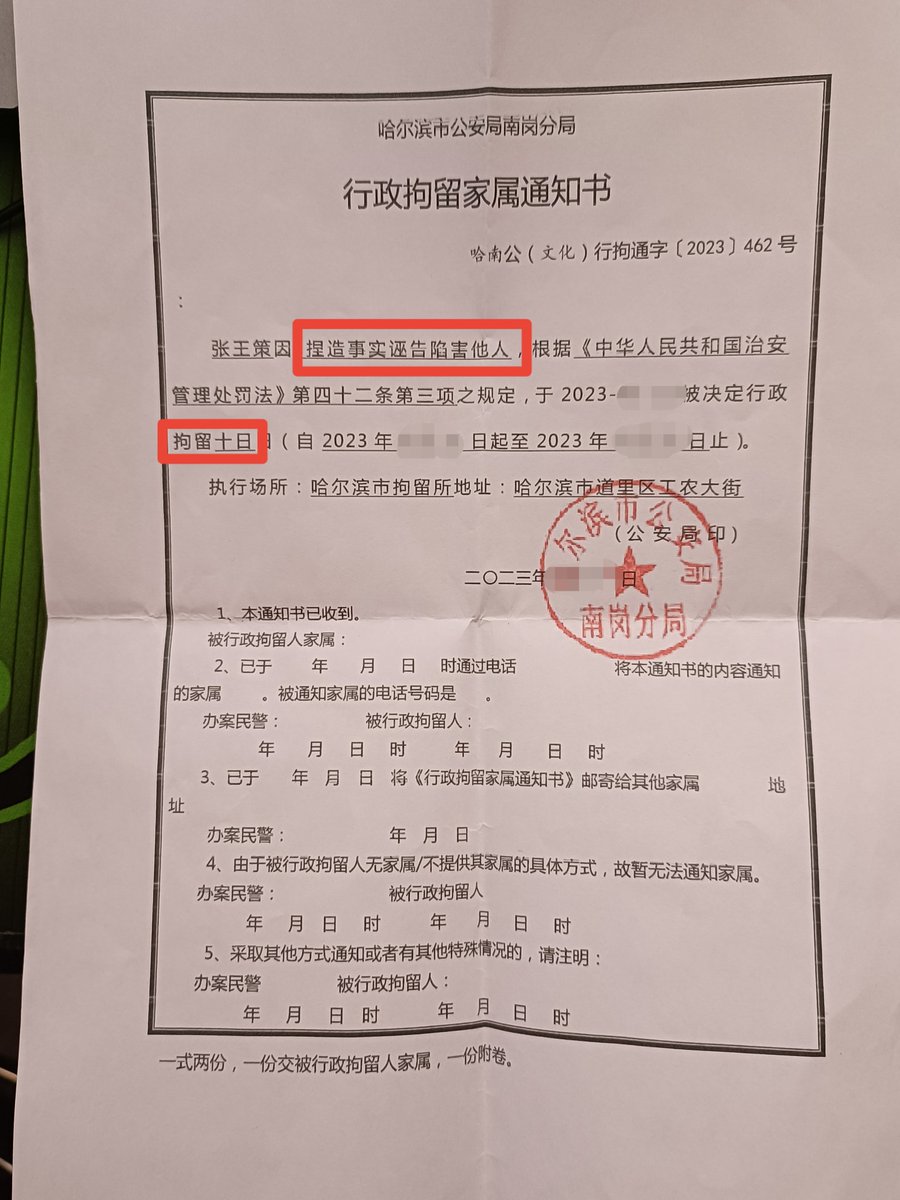 哈尔滨市公安局南岗分局
行政拘留家属通知书
哈南公（文化）行拘通字〔2023〕462号
：
张王策因 捏造事实诬告陷害他人，根据《中华人民共和国治安
管理处罚法》第四十二条第三项之规定，于 2023- 被决定行政
拘留十日（自 2023 年 日起至 2023 年 日止）。
执行场所：哈尔滨市拘留所地址：哈尔滨市道里区工农大街
（公安局印）
二〇二三年 日
尔滨市公安局
南岗分局
1、本通知书已收到。
被行政拘留人家属：
2、已于 年 月 日 时通过电话 将本通知书的内容通知
的家属 。被通知家属的电话号码是 。
办案民警： 被行政拘留人：
年 月 日 时 年 月 日 时
3、已于 年 月 日 将《行政拘留家属通知书》邮寄给其他家属 地
址
办案民警： 年 月 日
4、由于被行政拘留人无家属/不提供其家属的具体方式，故暂无法通知家属。
办案民警： 被行政拘留人
年 月 日 时 年 月 日 时
5、采取其他方式通知或者有其他特殊情况的，请注明：
办案民警 被行政拘留人：
年 月 日 时 年 月 日 时
一式两份，一份交被行政拘留人家属，一份附卷。